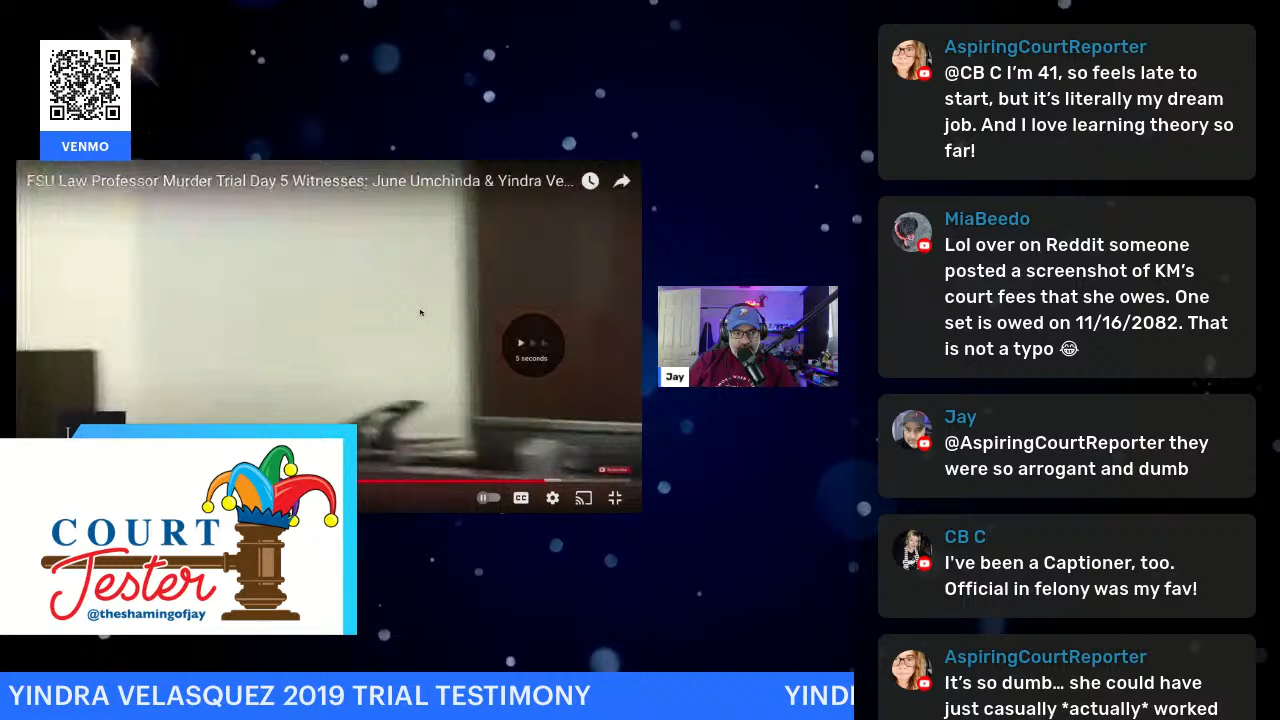 VENMO
FSU Law Professor Murder Trial Day 5 Witnesses: June Umchinda & Yindra Ve...
5 seconds
CC
Jay
COURT
Jester
@theshamingofjay
YINDRA VELASQUEZ 2019 TRIAL TESTIMONY
YINDI
AspiringCourtReporter
@CB C I’m 41, so feels late to
start, but it’s literally my dream
job. And I love learning theory so
far!
MiaBeedo
Lol over on Reddit someone
posted a screenshot of KM’s
court fees that she owes. One
set is owed on 11/16/2082. That
is not a typo 😂
Jay
@AspiringCourtReporter they
were so arrogant and dumb
CB C
I've been a Captioner, too.
Official in felony was my fav!
AspiringCourtReporter
It’s so dumb… she could have
just casually *actually* worked